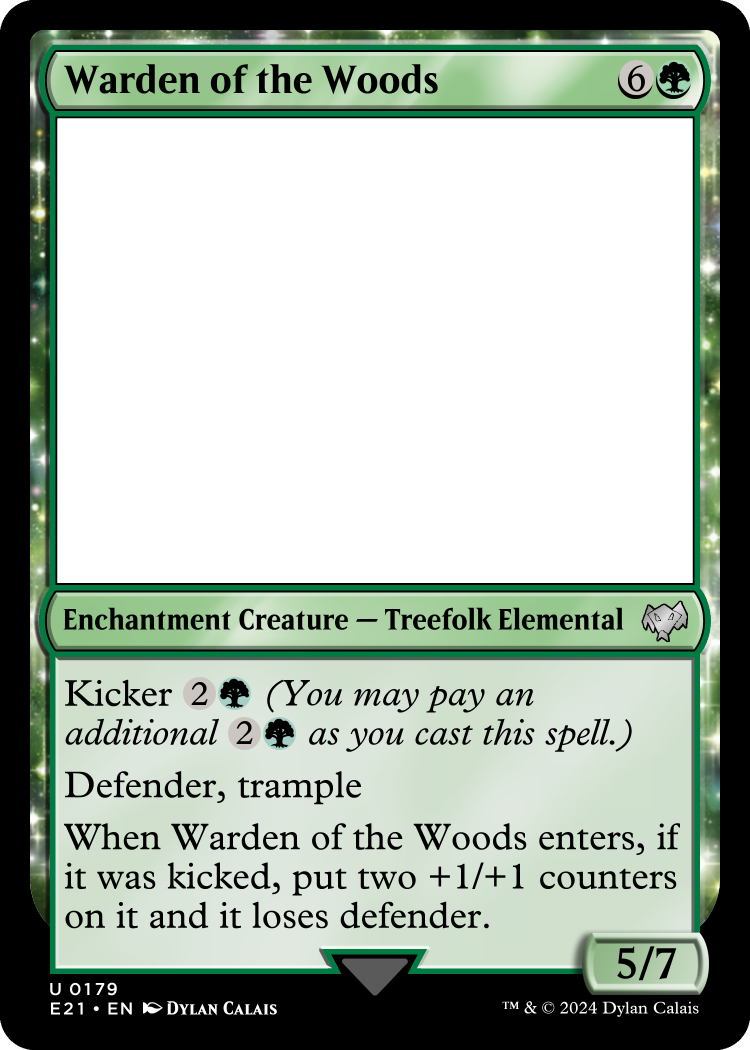 Warden of the Woods 6
Enchantment Creature — Treefolk Elemental
Kicker 2 (You may pay an
additional 2 as you cast this spell.)
Defender, trample
When Warden of the Woods enters, if
it was kicked, put two +1/+1 counters
on it and it loses defender.
5/7
U 0179
E21 • EN DYLAN CALAIS
™ & © 2024 Dylan Calais